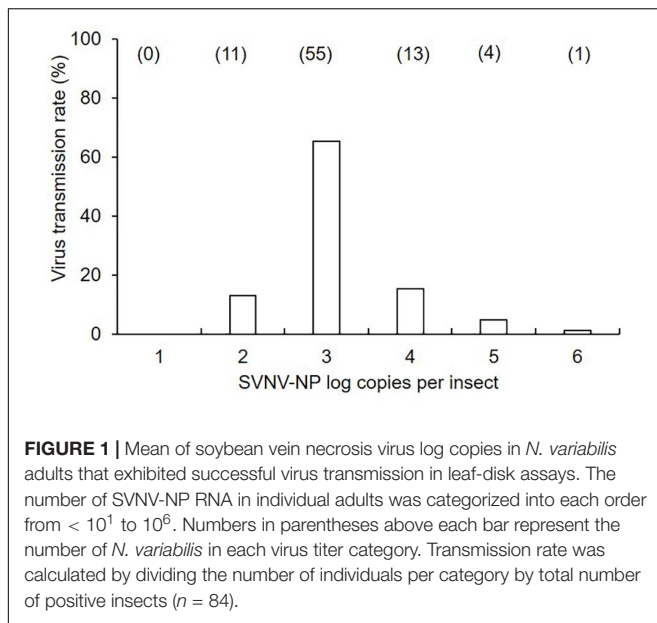 100
(0) (11) (55) (13) (4) (1)
80
60
40
20
0
Virus transmission rate (%)
1 2 3 4 5 6
SVNV-NP log copies per insect
FIGURE 1 | Mean of soybean vein necrosis virus log copies in N. variabilis
adults that exhibited successful virus transmission in leaf-disk assays. The
number of SVNV-NP RNA in individual adults was categorized into each order
from < 10¹ to 10⁶. Numbers in parentheses above each bar represent the
number of N. variabilis in each virus titer category. Transmission rate was
calculated by dividing the number of individuals per category by total number
of positive insects (n = 84).